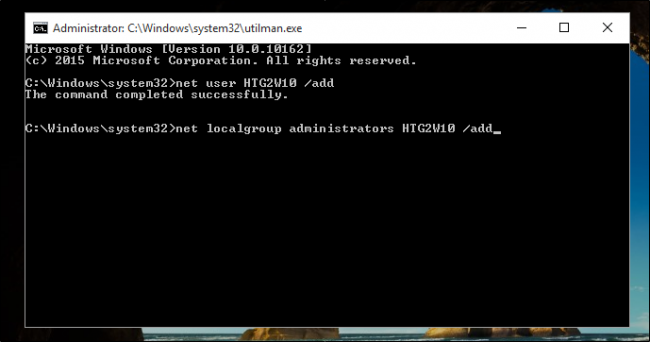 Administrator: C:\Windows\system32\utilman.exe
Microsoft Windows [Version 10.0.10162]
(c) 2015 Microsoft Corporation. All rights reserved.
C:\Windows\system32>net user HTG2W10 /add
The command completed successfully.
C:\Windows\system32>net localgroup administrators HTG2W10 /add